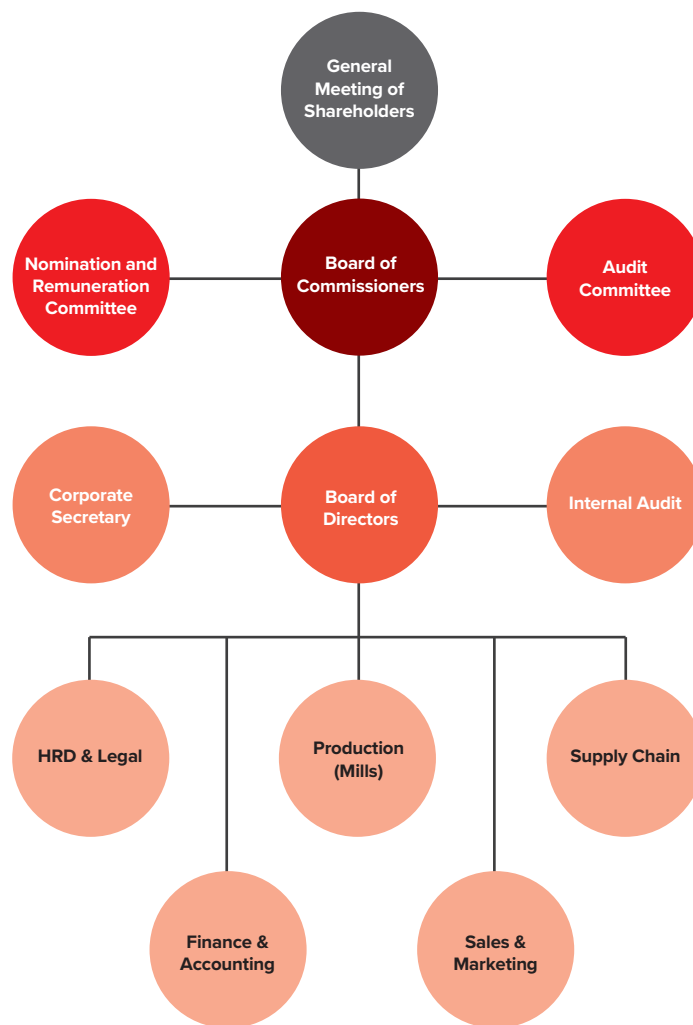 General
Meeting of
Shareholders
Nomination and
Remuneration
Committee
Board of
Commissioners
Audit
Committee
Corporate
Secretary
Board of
Directors
Internal Audit
HRD & Legal
Production
(Mills)
Supply Chain
Finance &
Accounting
Sales &
Marketing